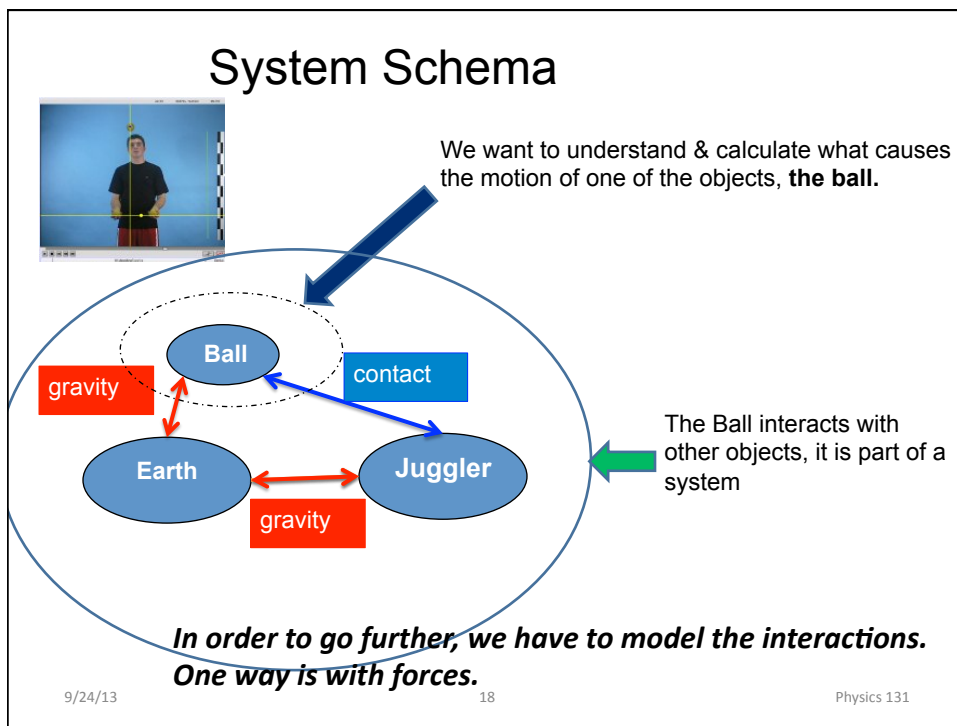 System Schema
We want to understand & calculate what causes
the motion of one of the objects, the ball.
Ball
gravity
contact
Earth
Juggler
gravity
The Ball interacts with
other objects, it is part of a
system
In order to go further, we have to model the interactions.
One way is with forces.
9/24/13
18
Physics 131